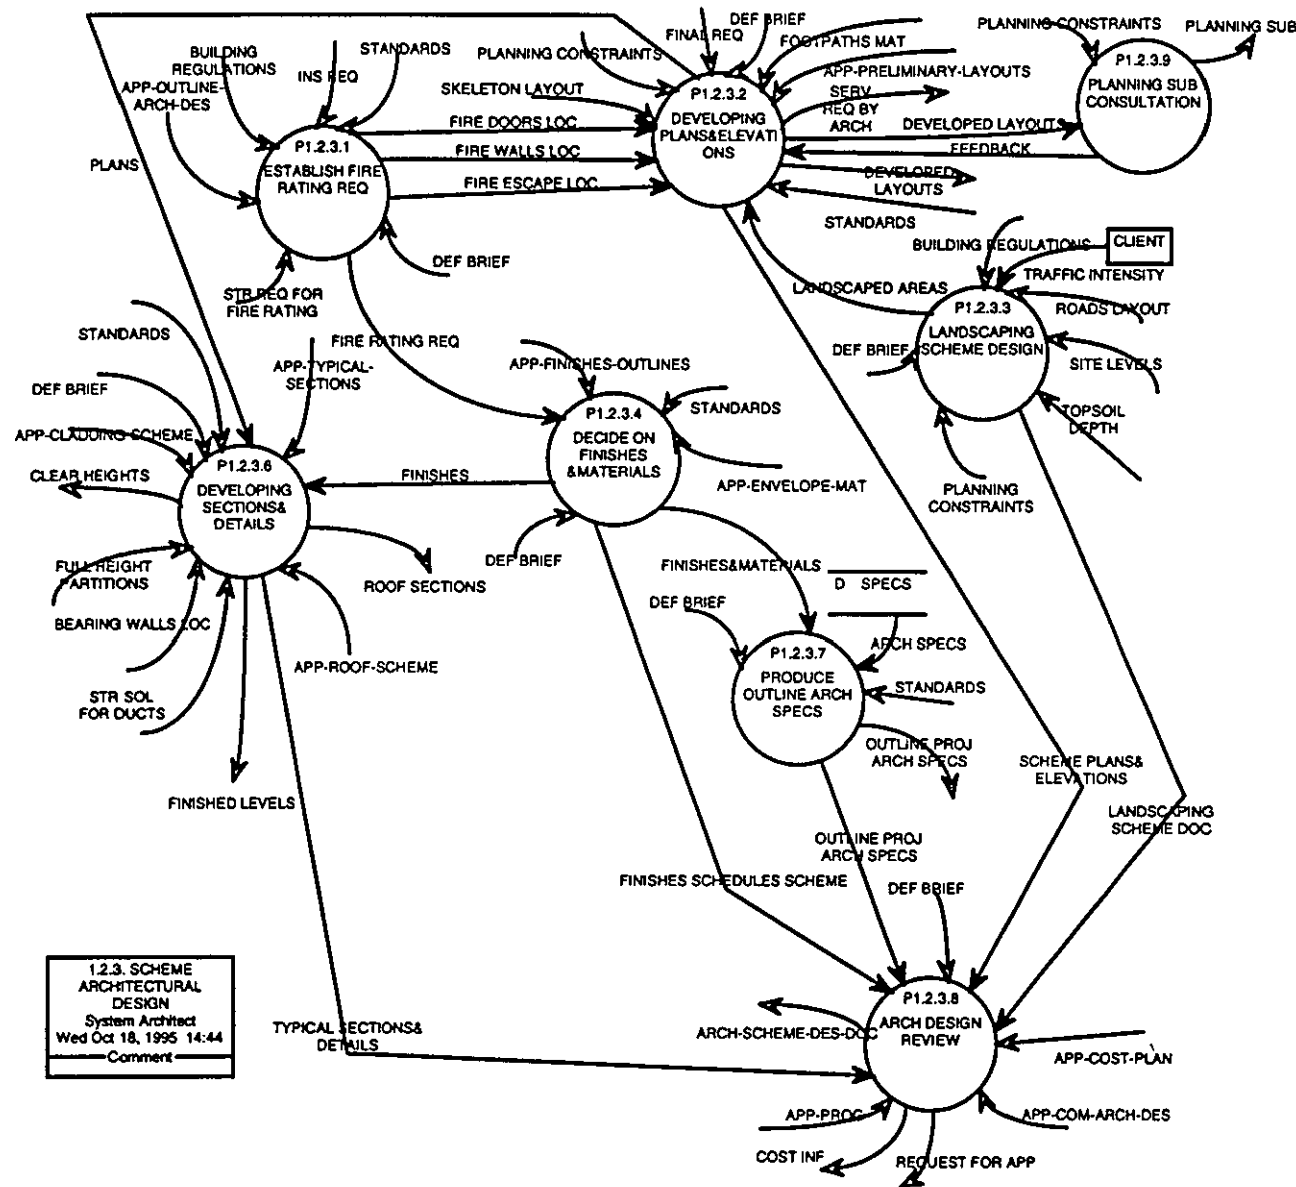 DEF BRIEF
FINAL REQ
FOOTPATHS MAT
PLANNING CONSTRAINTS
PLANNING SUB
STANDARDS
BUILDING
REGULATIONS
INS REQ
PLANNING CONSTRAINTS
APP-PRELIMINARY-LAYOUTS
P1.2.3.9
PLANNING SUB
CONSULTATION
APP-OUTLINE-
ARCH-DES
SKELETON LAYOUT
P1.2.3.2
DEVELOPING
PLANS&ELEVATI
ONS
SERV
REQ BY
ARCH
FIRE DOORS LOC
DEVELOPED LAYOUTS
FEEDBACK
PLANS
P1.2.3.1
ESTABLISH FIRE
RATING REQ
FIRE WALLS LOC
FIRE ESCAPE LOC
DEVELOPED
LAYOUTS
STANDARDS
BUILDING REGULATIONS
CLIENT
DEF BRIEF
TRAFFIC INTENSITY
STR REQ FOR
FIRE RATING
LANDSCAPED AREAS
P1.2.3.3
LANDSCAPING
SCHEME DESIGN
ROADS LAYOUT
STANDARDS
FIRE RATING REQ
DEF BRIEF
SITE LEVELS
APP-TYPICAL-
SECTIONS
APP-FINISHES-OUTLINES
DEF BRIEF
STANDARDS
TOPSOIL
DEPTH
P1.2.3.4
DECIDE ON
FINISHES
&MATERIALS
APP-CLADDING-SCHEME
P1.2.3.6
DEVELOPING
SECTIONS&
DETAILS
CLEAR HEIGHTS
FINISHES
APP-ENVELOPE-MAT
PLANNING
CONSTRAINTS
FULL HEIGHT
PARTITIONS
ROOF SECTIONS
DEF BRIEF
FINISHES&MATERIALS
D SPECS
DEF BRIEF
BEARING WALLS LOC
ARCH SPECS
APP-ROOF-SCHEME
P1.2.3.7
PRODUCE
OUTLINE ARCH
SPECS
STANDARDS
STR SOL
FOR DUCTS
OUTLINE PROJ
ARCH SPECS
SCHEME PLANS&
ELEVATIONS
FINISHED LEVELS
LANDSCAPING
SCHEME DOC
OUTLINE PROJ
ARCH SPECS
FINISHES SCHEDULES SCHEME
DEF BRIEF
1.2.3. SCHEME
ARCHITECTURAL
DESIGN
System Architect
Wed Oct 18, 1995 14:44
Comment
P1.2.3.8
ARCH DESIGN
REVIEW
TYPICAL SECTIONS&
DETAILS
ARCH-SCHEME-DES-DOC
APP-COST-PLAN
APP-PROG
APP-COM-ARCH-DES
COST INF
REQUEST FOR APP